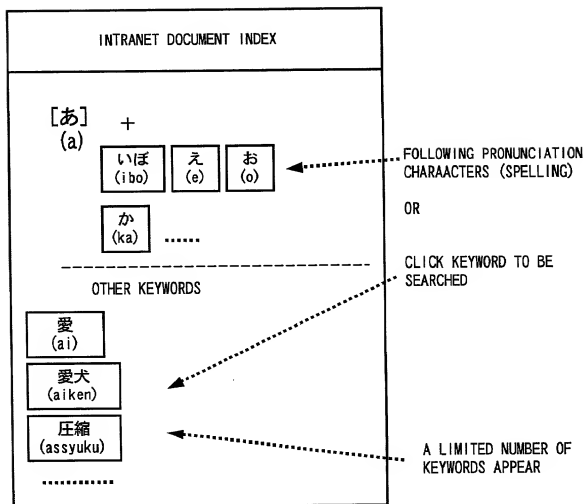 INTRANET DOCUMENT INDEX
[あ]
(a)
+
いぼ
(ibo)
え
(e)
お
(o)
か
(ka)
......
FOLLOWING PRONUNCIATION
CHARAACTERS (SPELLING)
OR
CLICK KEYWORD TO BE
SEARCHED
OTHER KEYWORDS
愛
(ai)
愛犬
(aiken)
圧縮
(assyuku)
............
A LIMITED NUMBER OF
KEYWORDS APPEAR